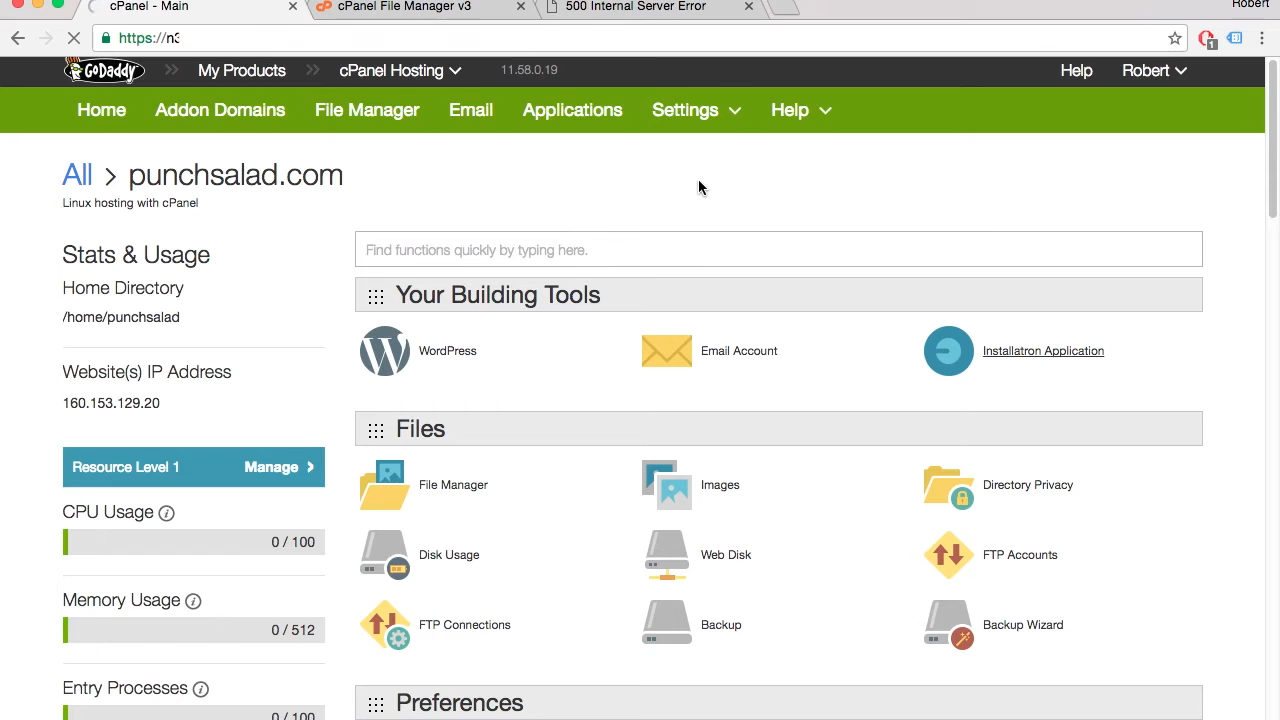 cPanel - Main
cPanel File Manager v3
500 Internal Server Error
Robert
https://n3
1
GoDaddy
My Products
cPanel Hosting
11.58.0.19
Help
Robert
Home
Addon Domains
File Manager
Email
Applications
Settings
Help
All > punchsalad.com
Linux hosting with cPanel
Stats & Usage
Home Directory
/home/punchsalad
Website(s) IP Address
160.153.129.20
Resource Level 1
Manage
CPU Usage
0 / 100
Memory Usage
0 / 512
Entry Processes
0 / 100
Find functions quickly by typing here.
Your Building Tools
WordPress
Email Account
Installatron Application
Files
File Manager
Images
Directory Privacy
Disk Usage
Web Disk
FTP Accounts
FTP Connections
Backup
Backup Wizard
Preferences